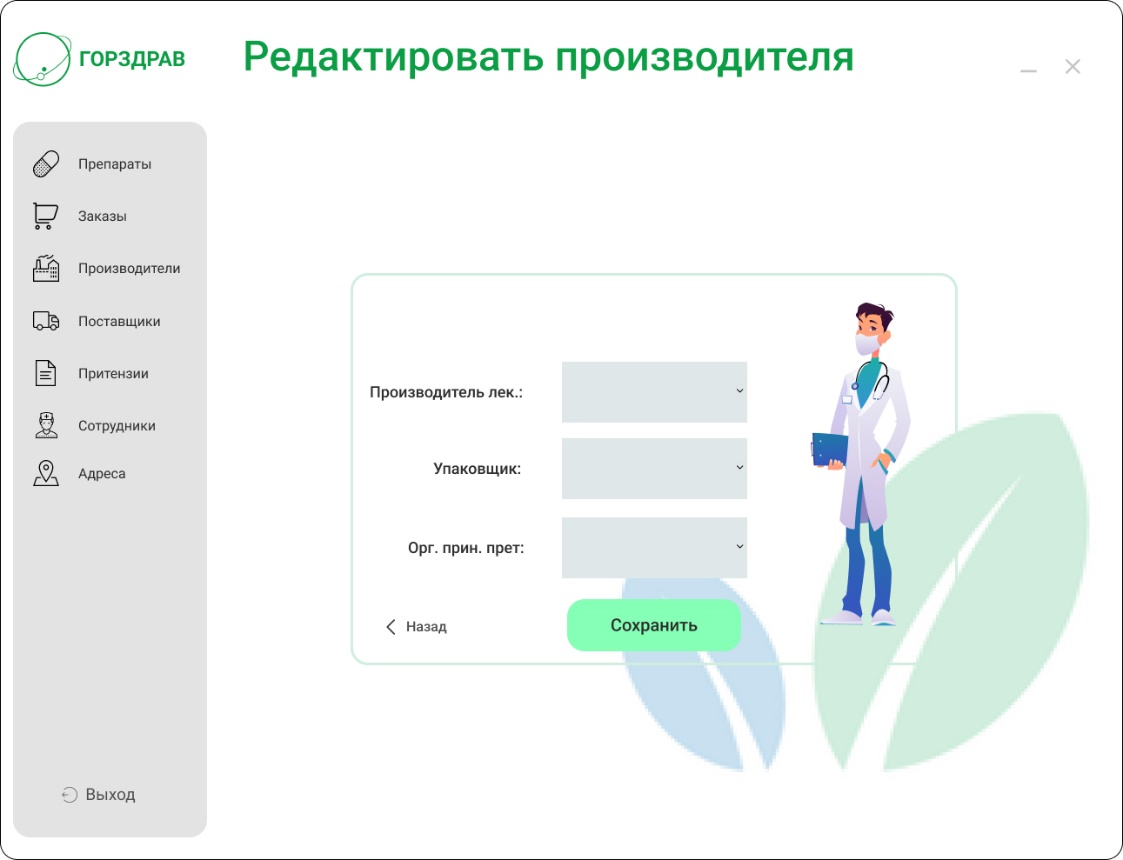 ГОРЗДРАВ
Редактировать производителя
Препараты
Заказы
Производители
Поставщики
Притензии
Сотрудники
Адреса
Выход
Производитель лек.:
Упаковщик:
Орг. прин. прет:
Назад
Сохранить